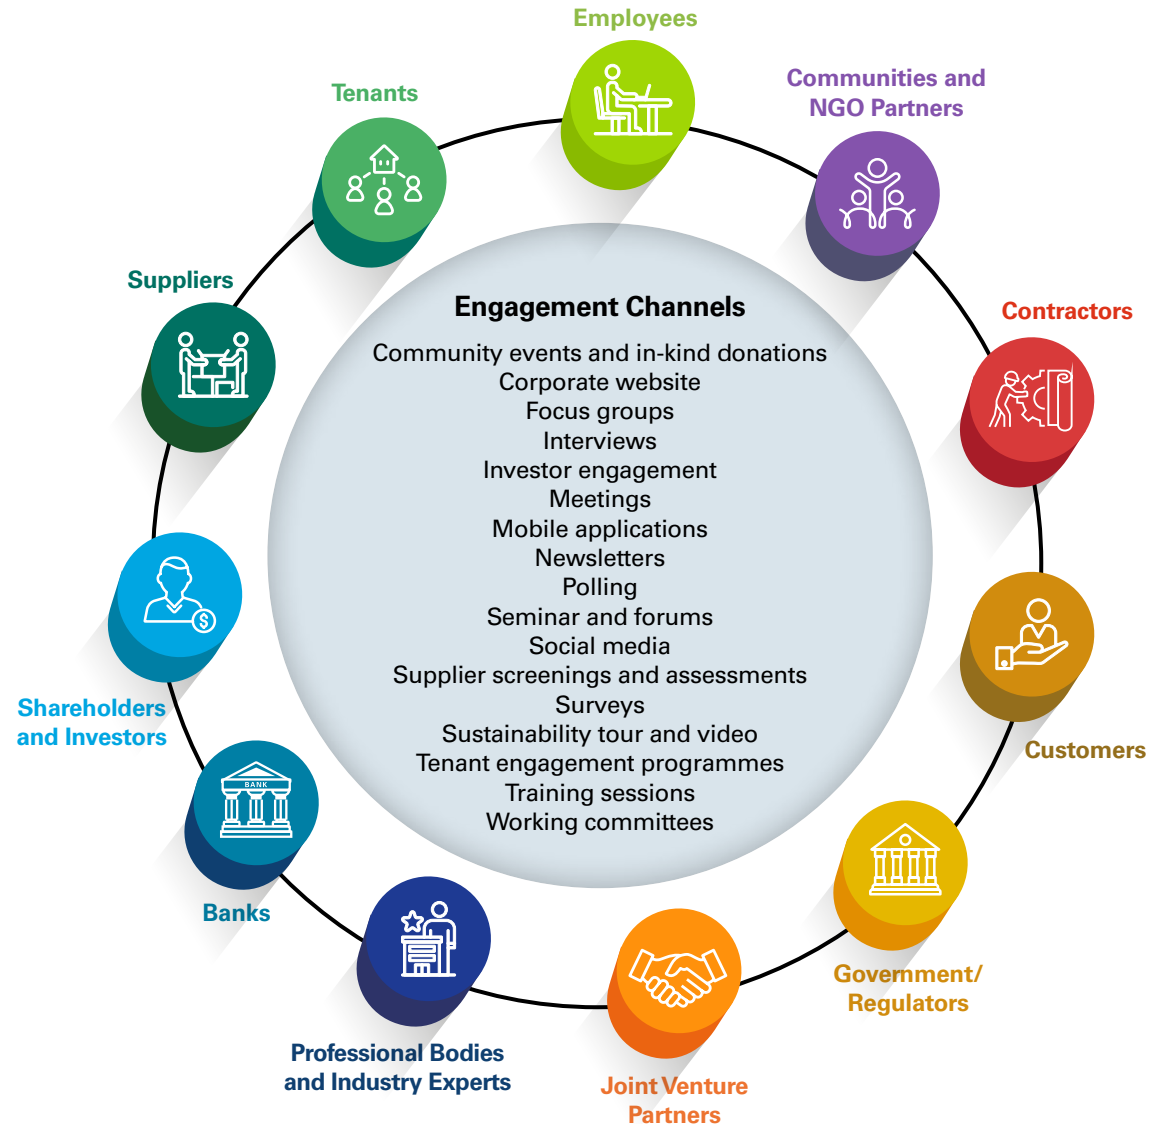 Employees
Communities and
NGO Partners
Tenants
Suppliers
Contractors
Engagement Channels
Community events and in-kind donations
Corporate website
Focus groups
Interviews
Investor engagement
Meetings
Mobile applications
Newsletters
Polling
Seminar and forums
Social media
Supplier screenings and assessments
Surveys
Sustainability tour and video
Tenant engagement programmes
Training sessions
Working committees
$
Shareholders
and Investors
Customers
BANK
Banks
Government/
Regulators
Professional Bodies
and Industry Experts
Joint Venture
Partners